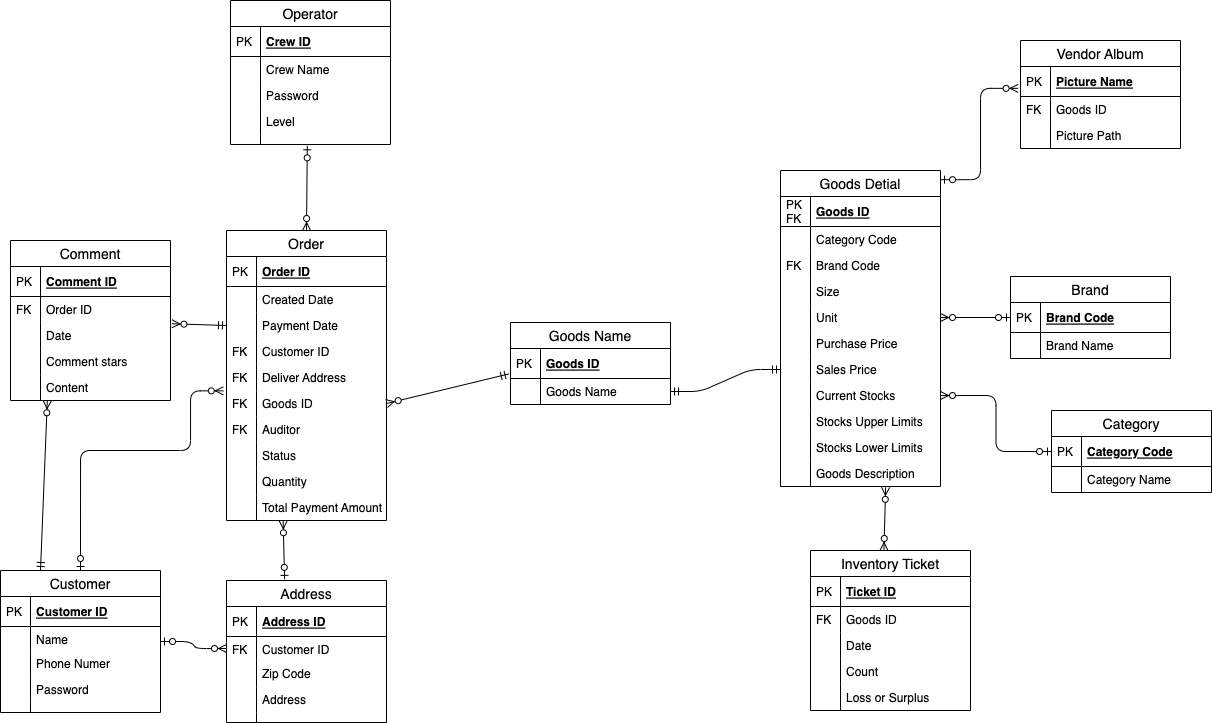 Operator
PK Crew ID
Crew Name
Password
Level
Vendor Album
PK Picture Name
FK Goods ID
Picture Path
Goods Detial
PK
FK
Goods ID
Category Code
FK Brand Code
Size
Unit
Purchase Price
Sales Price
Current Stocks
Stocks Upper Limits
Stocks Lower Limits
Goods Description
Comment
PK Comment ID
FK Order ID
Date
Comment stars
Content
Order
PK Order ID
Created Date
Payment Date
FK Customer ID
FK Deliver Address
FK Goods ID
FK Auditor
Status
Quantity
Total Payment Amount
Goods Name
PK Goods ID
Goods Name
Brand
PK Brand Code
Brand Name
Category
PK Category Code
Category Name
Customer
PK Customer ID
Name
Phone Numer
Password
Address
PK Address ID
FK Customer ID
Zip Code
Address
Inventory Ticket
PK Ticket ID
FK Goods ID
Date
Count
Loss or Surplus